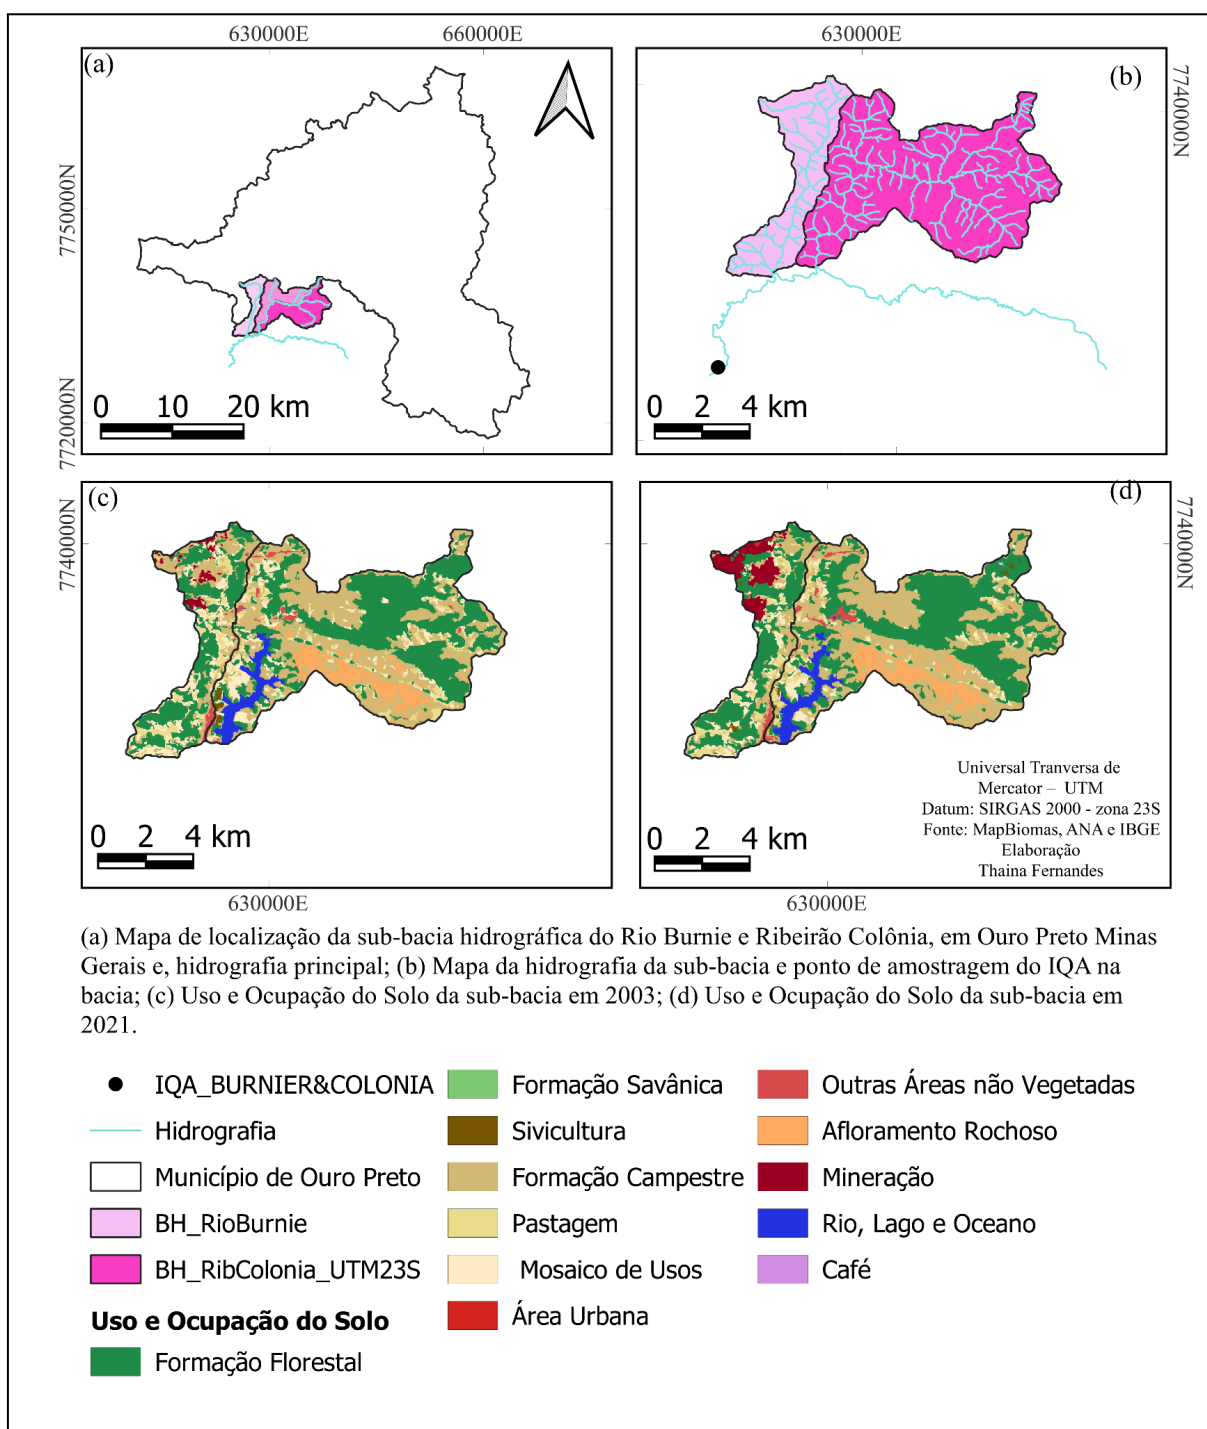 630000E
660000E
(a)
7750000N
7720000N
0 10 20 km
630000E
(b)
7740000N
0 2 4 km
(c)
7740000N
0 2 4 km
630000E
(d)
7740000N
Universal Tranversa de
Mercator – UTM
Datum: SIRGAS 2000 - zona 23S
Fonte: MapBiomas, ANA e IBGE
Elaboração
Thaina Fernandes
0 2 4 km
630000E
(a) Mapa de localização da sub-bacia hidrográfica do Rio Burnie e Ribeirão Colônia, em Ouro Preto Minas
Gerais e, hidrografia principal; (b) Mapa da hidrografia da sub-bacia e ponto de amostragem do IQA na
bacia; (c) Uso e Ocupação do Solo da sub-bacia em 2003; (d) Uso e Ocupação do Solo da sub-bacia em
2021.
IQA_BURNIER&COLONIA
Hidrografia
Município de Ouro Preto
BH_RioBurnie
BH_RibColonia_UTM23S
Uso e Ocupação do Solo
Formação Florestal
Formação Savânica
Sivicultura
Formação Campestre
Pastagem
Mosaico de Usos
Área Urbana
Outras Áreas não Vegetadas
Afloramento Rochoso
Mineração
Rio, Lago e Oceano
Café